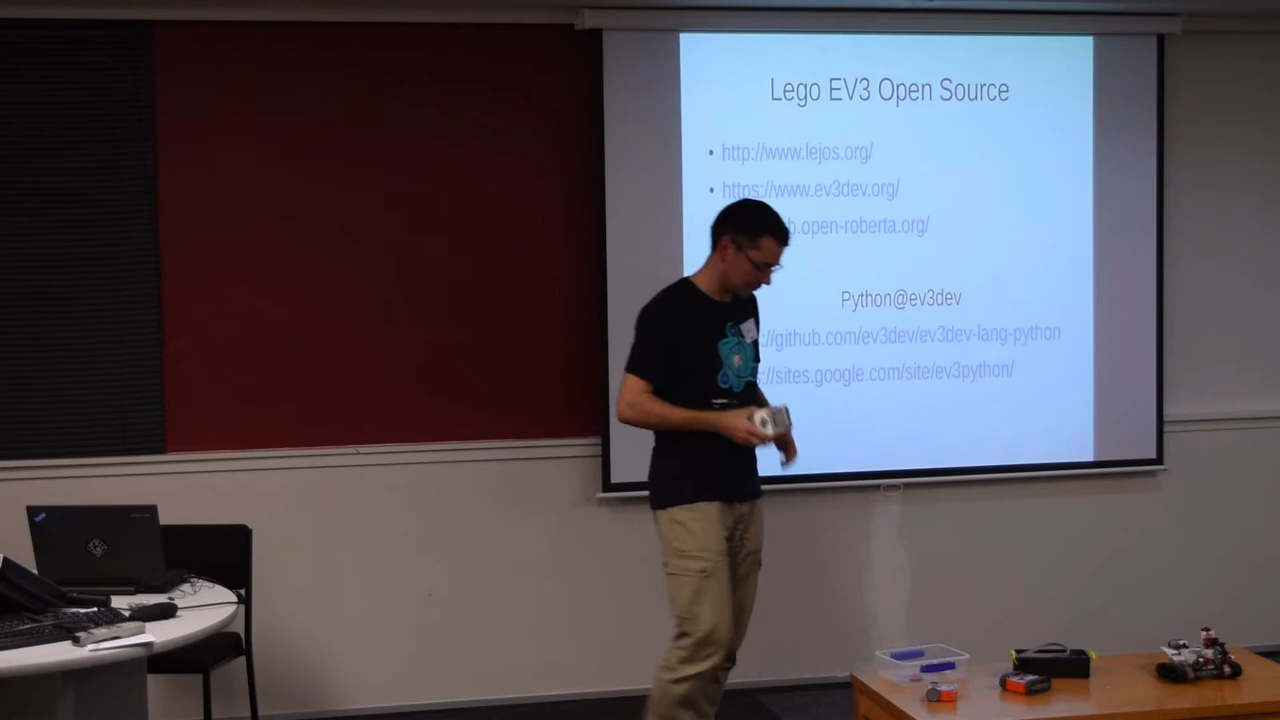 Lego EV3 Open Source
• http://www.lejos.org/
• https://www.ev3dev.org/
b.open-roberta.org/
Python@ev3dev
://github.com/ev3dev/ev3dev-lang-python
s://sites.google.com/site/ev3python/